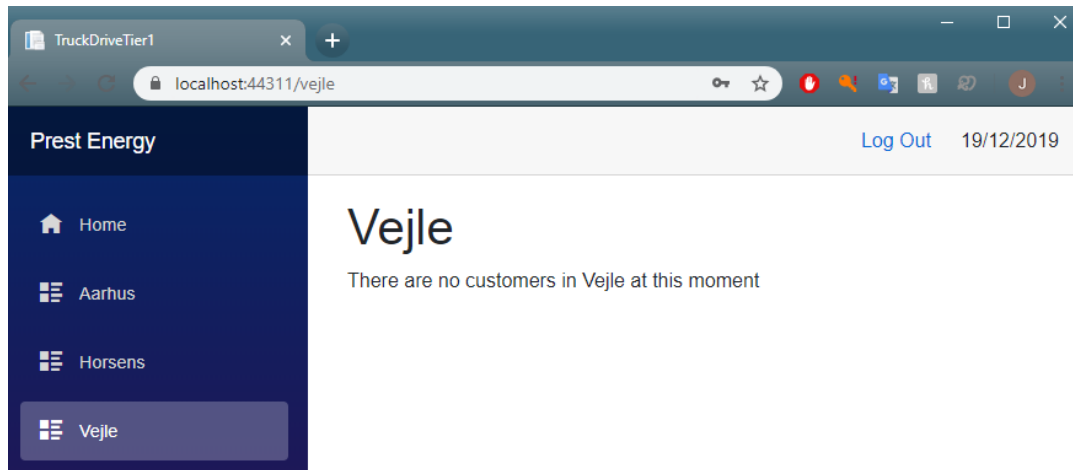 TruckDriveTier1
localhost:44311/vejle
J
Prest Energy
Log Out 19/12/2019
Home
Aarhus
Horsens
Vejle
Vejle
There are no customers in Vejle at this moment